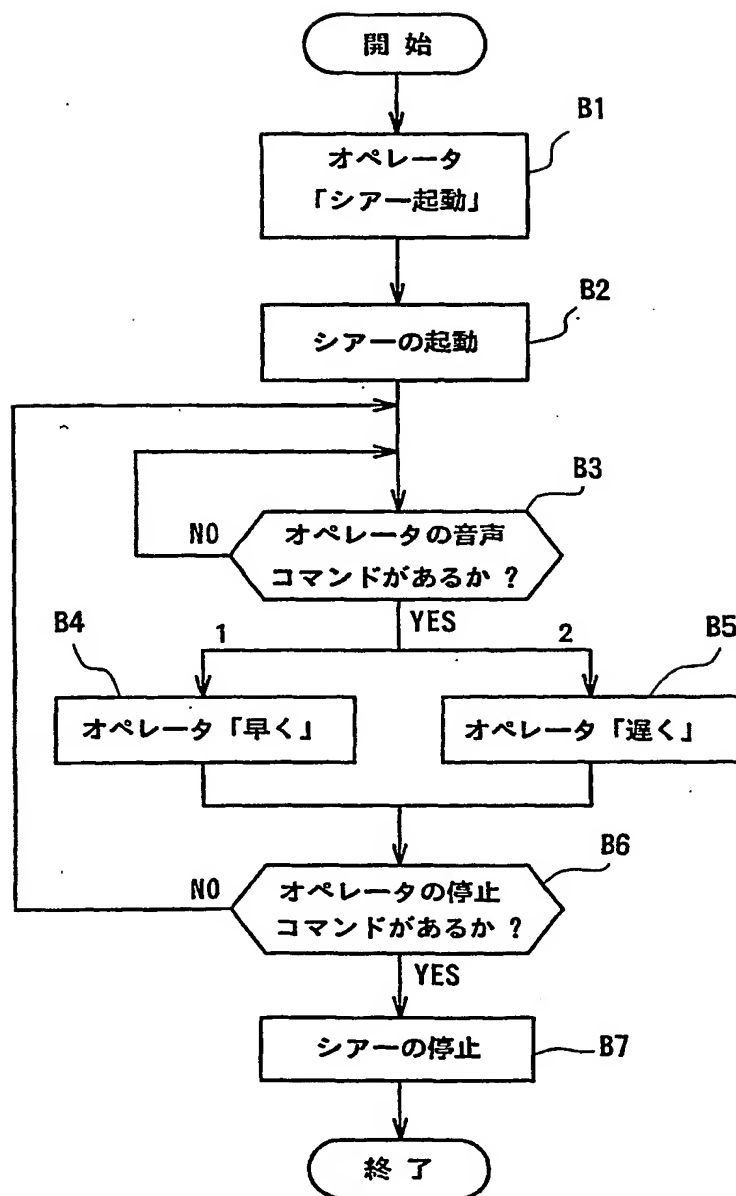 開始
B1
オペレータ
「シアー起動」
B2
シアーの起動
B3
NO
オペレータの音声
コマンドがあるか?
YES
B4
1
2
B5
オペレータ「早く」
オペレータ「遅く」
B6
NO
オペレータの停止
コマンドがあるか?
YES
シアーの停止
B7
終了